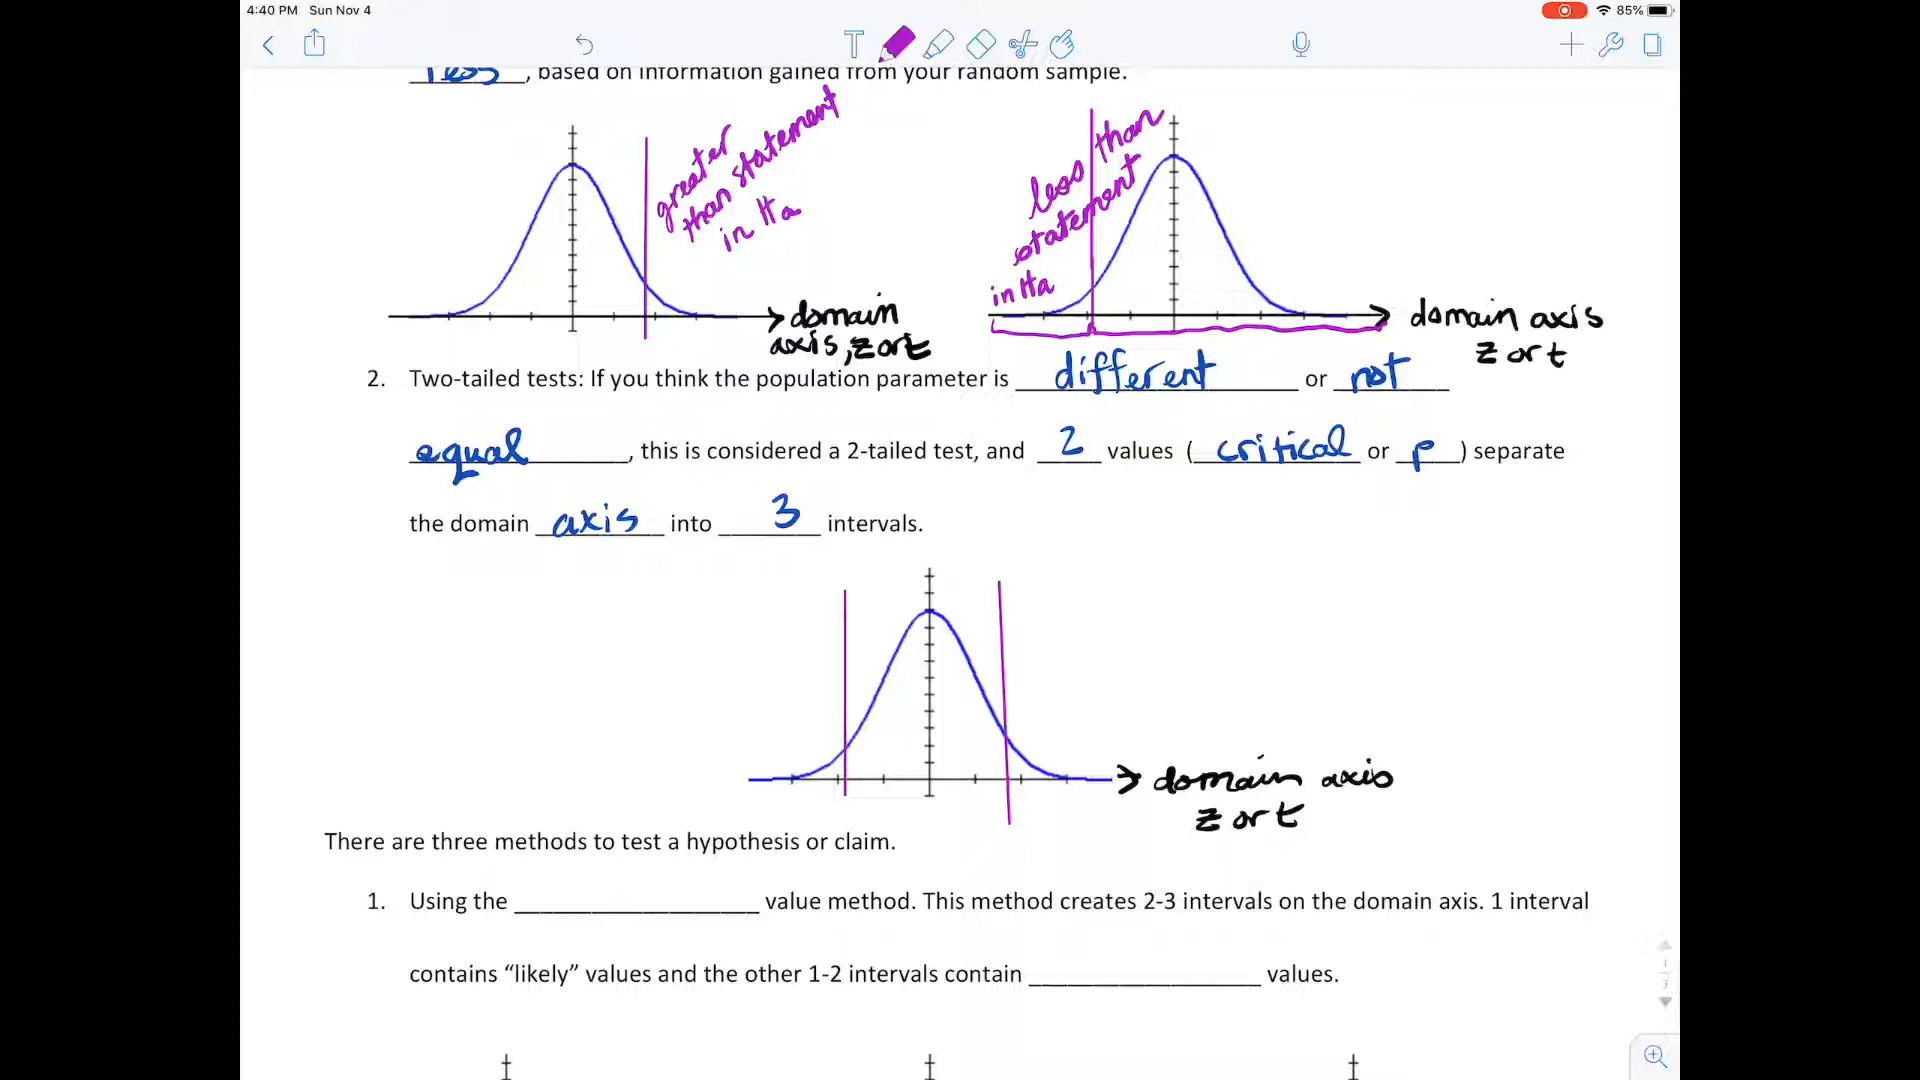 4:40 PM Sun Nov 4
85%
T
less, based on information gained from your random sample.
greater
than statement
in Ha
less than
statement
in Ha
domain
axis, z or t
domain axis
z or t
2. Two-tailed tests: If you think the population parameter is different or not
equal, this is considered a 2-tailed test, and 2 values (critical or p) separate
the domain axis into 3 intervals.
domain axis
z or t
There are three methods to test a hypothesis or claim.
1. Using the ____________________ value method. This method creates 2-3 intervals on the domain axis. 1 interval
contains “likely” values and the other 1-2 intervals contain ___________________ values.
1
3